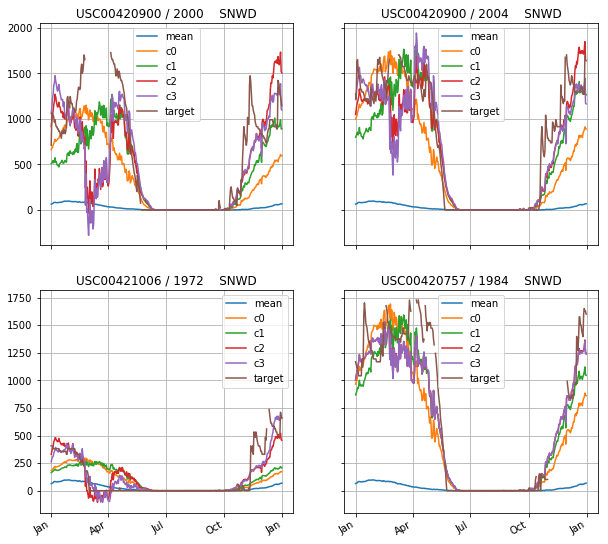 USC00420900 / 2000 SNWD
USC00420900 / 2004 SNWD
2000
1500
1000
500
0
mean
c0
c1
c2
c3
target
mean
c0
c1
c2
c3
target
USC00421006 / 1972 SNWD
USC00420757 / 1984 SNWD
1750
1500
1250
1000
750
500
250
0
mean
c0
c1
c2
c3
target
mean
c0
c1
c2
c3
target
Jan
Apr
Jul
Oct
Jan
Jan
Apr
Jul
Oct
Jan